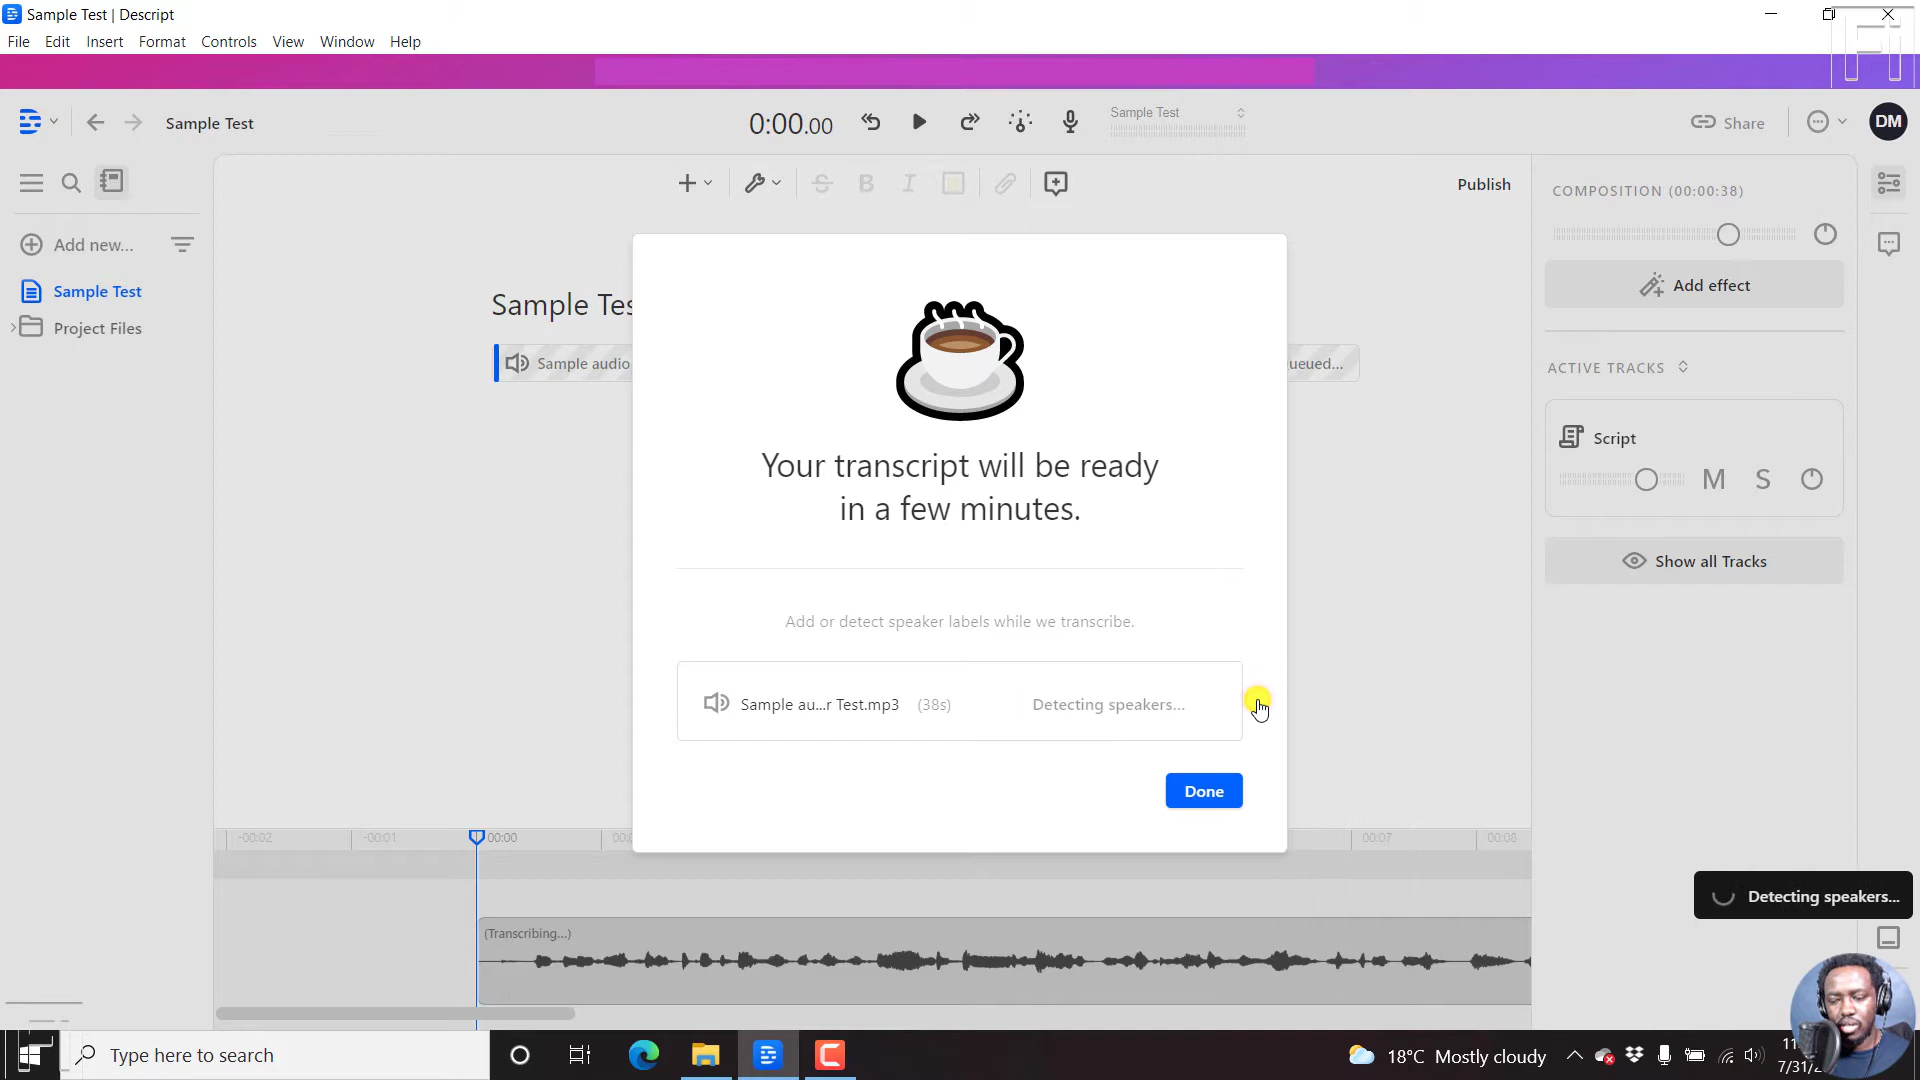 Sample Test | Descript
File Edit Insert Format Controls View Window Help
Sample Test
0:00.00
Sample Test
Share
DM
B I
Publish
COMPOSITION (00:00:38)
Add new...
Sample Test
Project Files
Sample Tes
Sample audio
ueued...
Add effect
ACTIVE TRACKS
Script
M S
Show all Tracks
Your transcript will be ready
in a few minutes.
Add or detect speaker labels while we transcribe.
Sample au...r Test.mp3 (38s) Detecting speakers...
Done
-00:02 -00:01 00:00 00:07 00:08
(Transcribing...)
Detecting speakers...
Type here to search
18°C Mostly cloudy